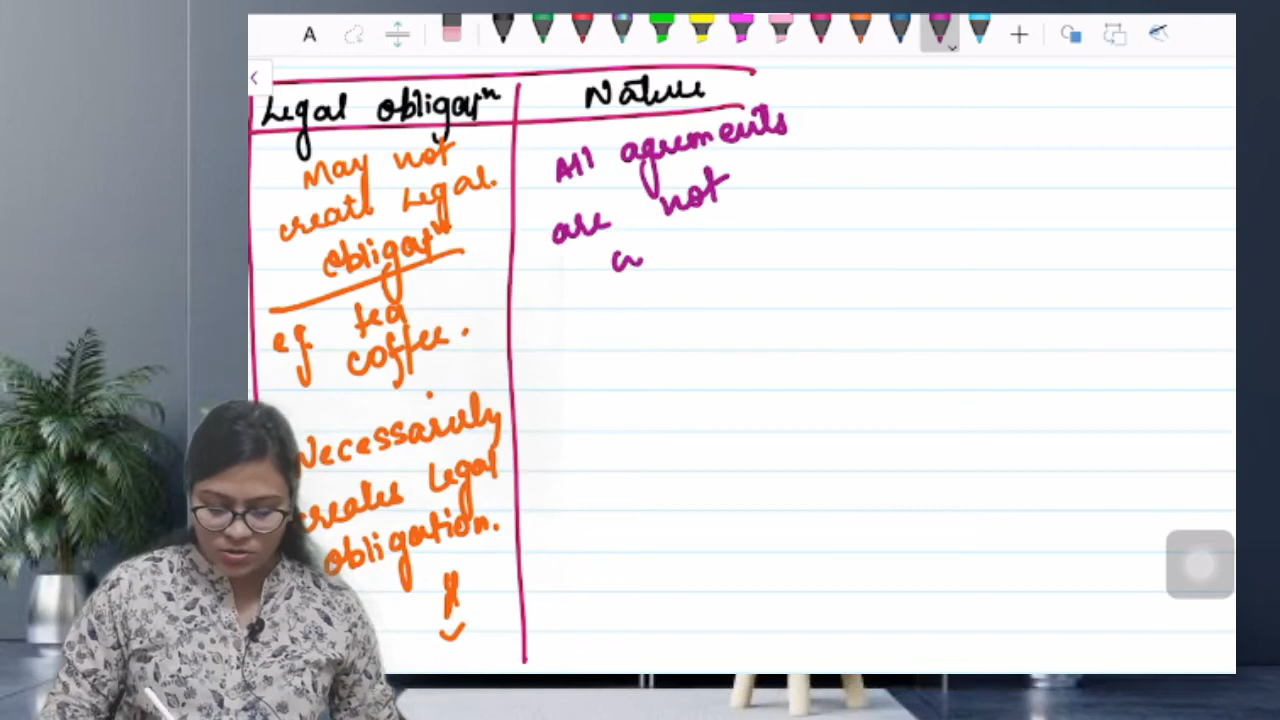 A
Legal obligatⁿ
Nature
May not
create Legal.
obligatⁿ
eg tea
coffee.
Necessarily
creates Legal
obligation.
All agreements
are not